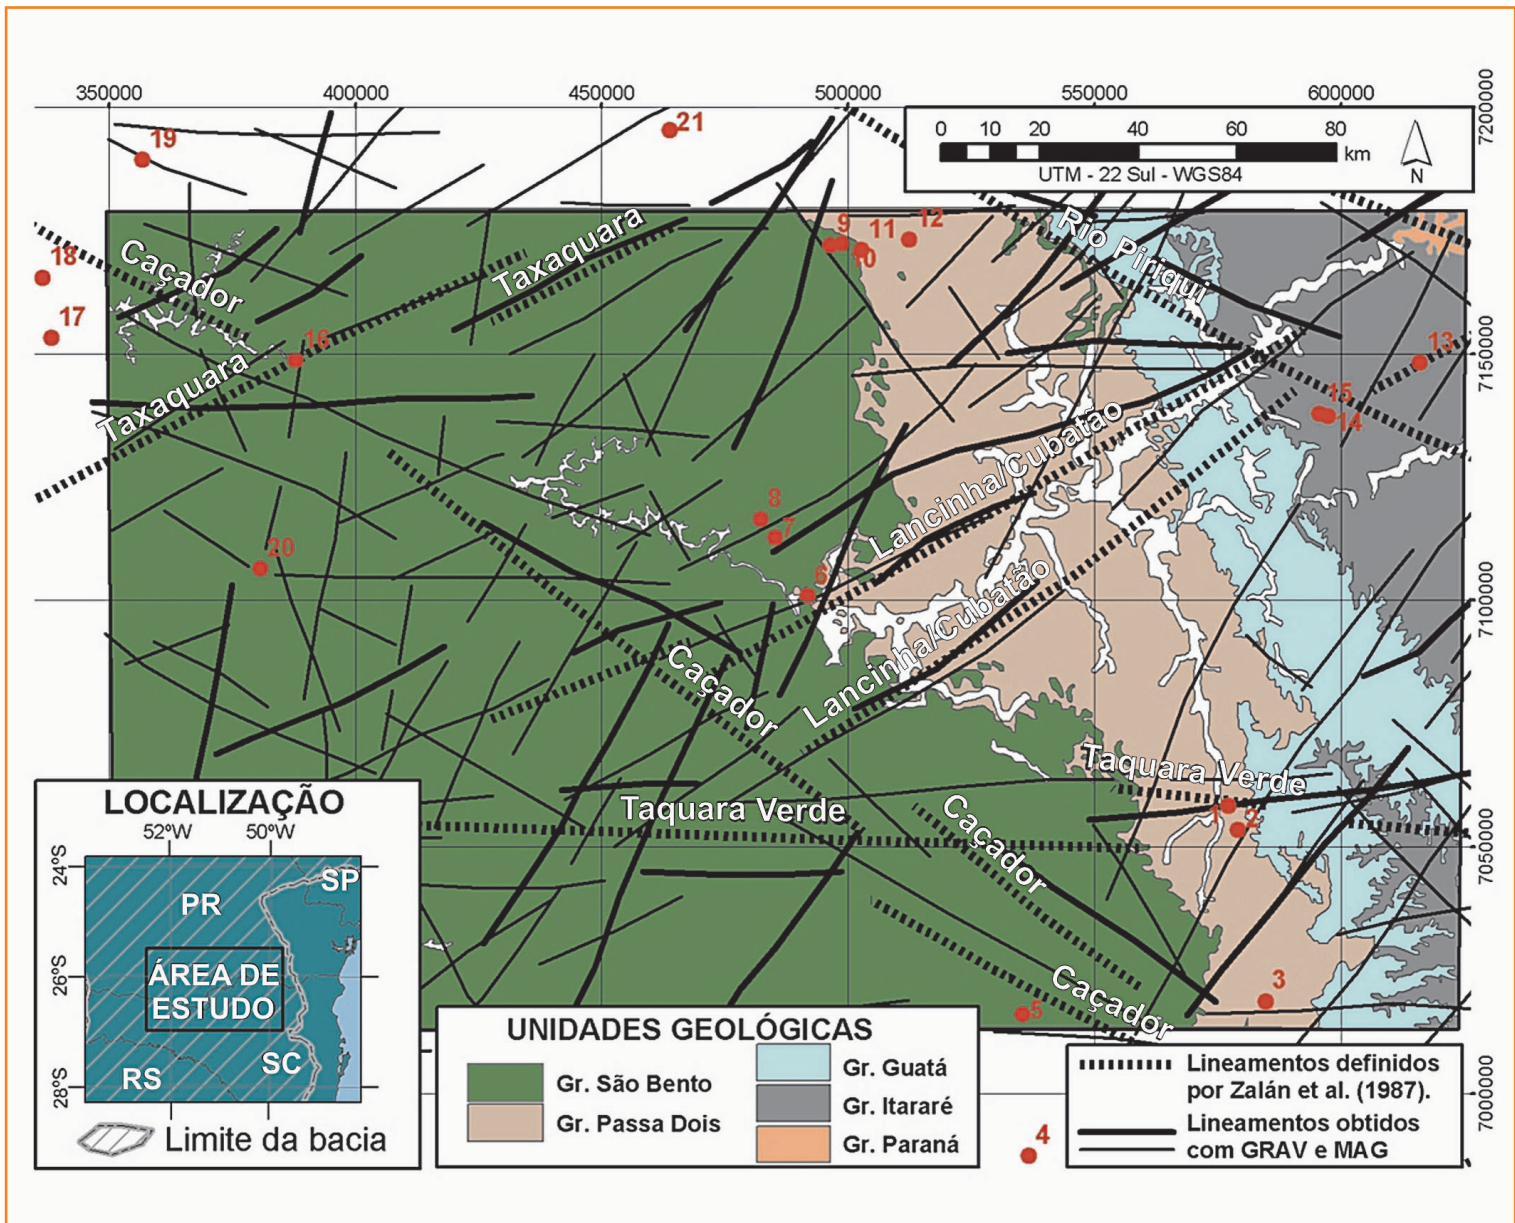 350000 400000 450000 500000 550000 600000
7200000
0 10 20 40 60 80 km
UTM - 22 Sul - WGS84
N
19
21
18
17
16
9
10
11
12
13
15
14
8
7
6
20
1
2
3
5
4
Caçador
Taxaquara
Taxaquara
Rio Piriqui
Lancinha/Cubatão
Lancinha/Cubatão
Caçador
Taquara Verde
Taquara Verde
Caçador
Caçador
7150000
7100000
7050000
7000000
LOCALIZAÇÃO
52°W 50°W
24°S
26°S
28°S
SP
PR
ÁREA DE
ESTUDO
SC
RS
Limite da bacia
UNIDADES GEOLÓGICAS
Gr. São Bento
Gr. Passa Dois
Gr. Guatá
Gr. Itararé
Gr. Paraná
Lineamentos definidos
por Zalán et al. (1987).
Lineamentos obtidos
com GRAV e MAG